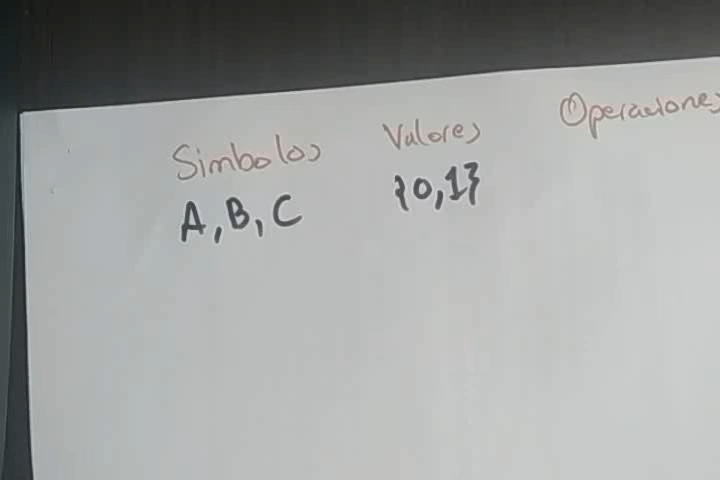 Simbolos Valores Operaciones
A, B, C {0,1}